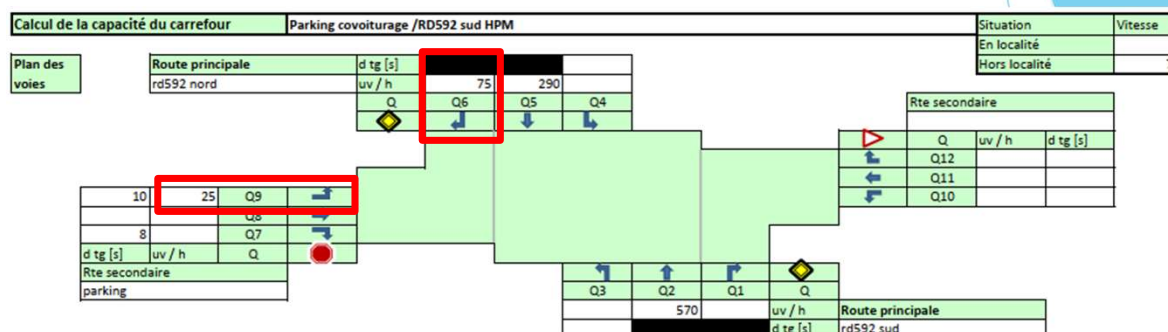 Calcul de la capacité du carrefour Parking covoiturage /RD592 sud HPM Situation Vitesse
En localité
Plan des Route principale d tg [s] Hors localité
voies rd592 nord uv / h 75 290
Q Q6 Q5 Q4
Rte secondaire
Q uv / h d tg [s]
Q12
Q11
10 25 Q9 Q10
Q8
8 Q7
d tg [s] uv / h Q
Rte secondaire
parking Q3 Q2 Q1 Q
570 uv / h Route principale
d tg [s] rd592 sud